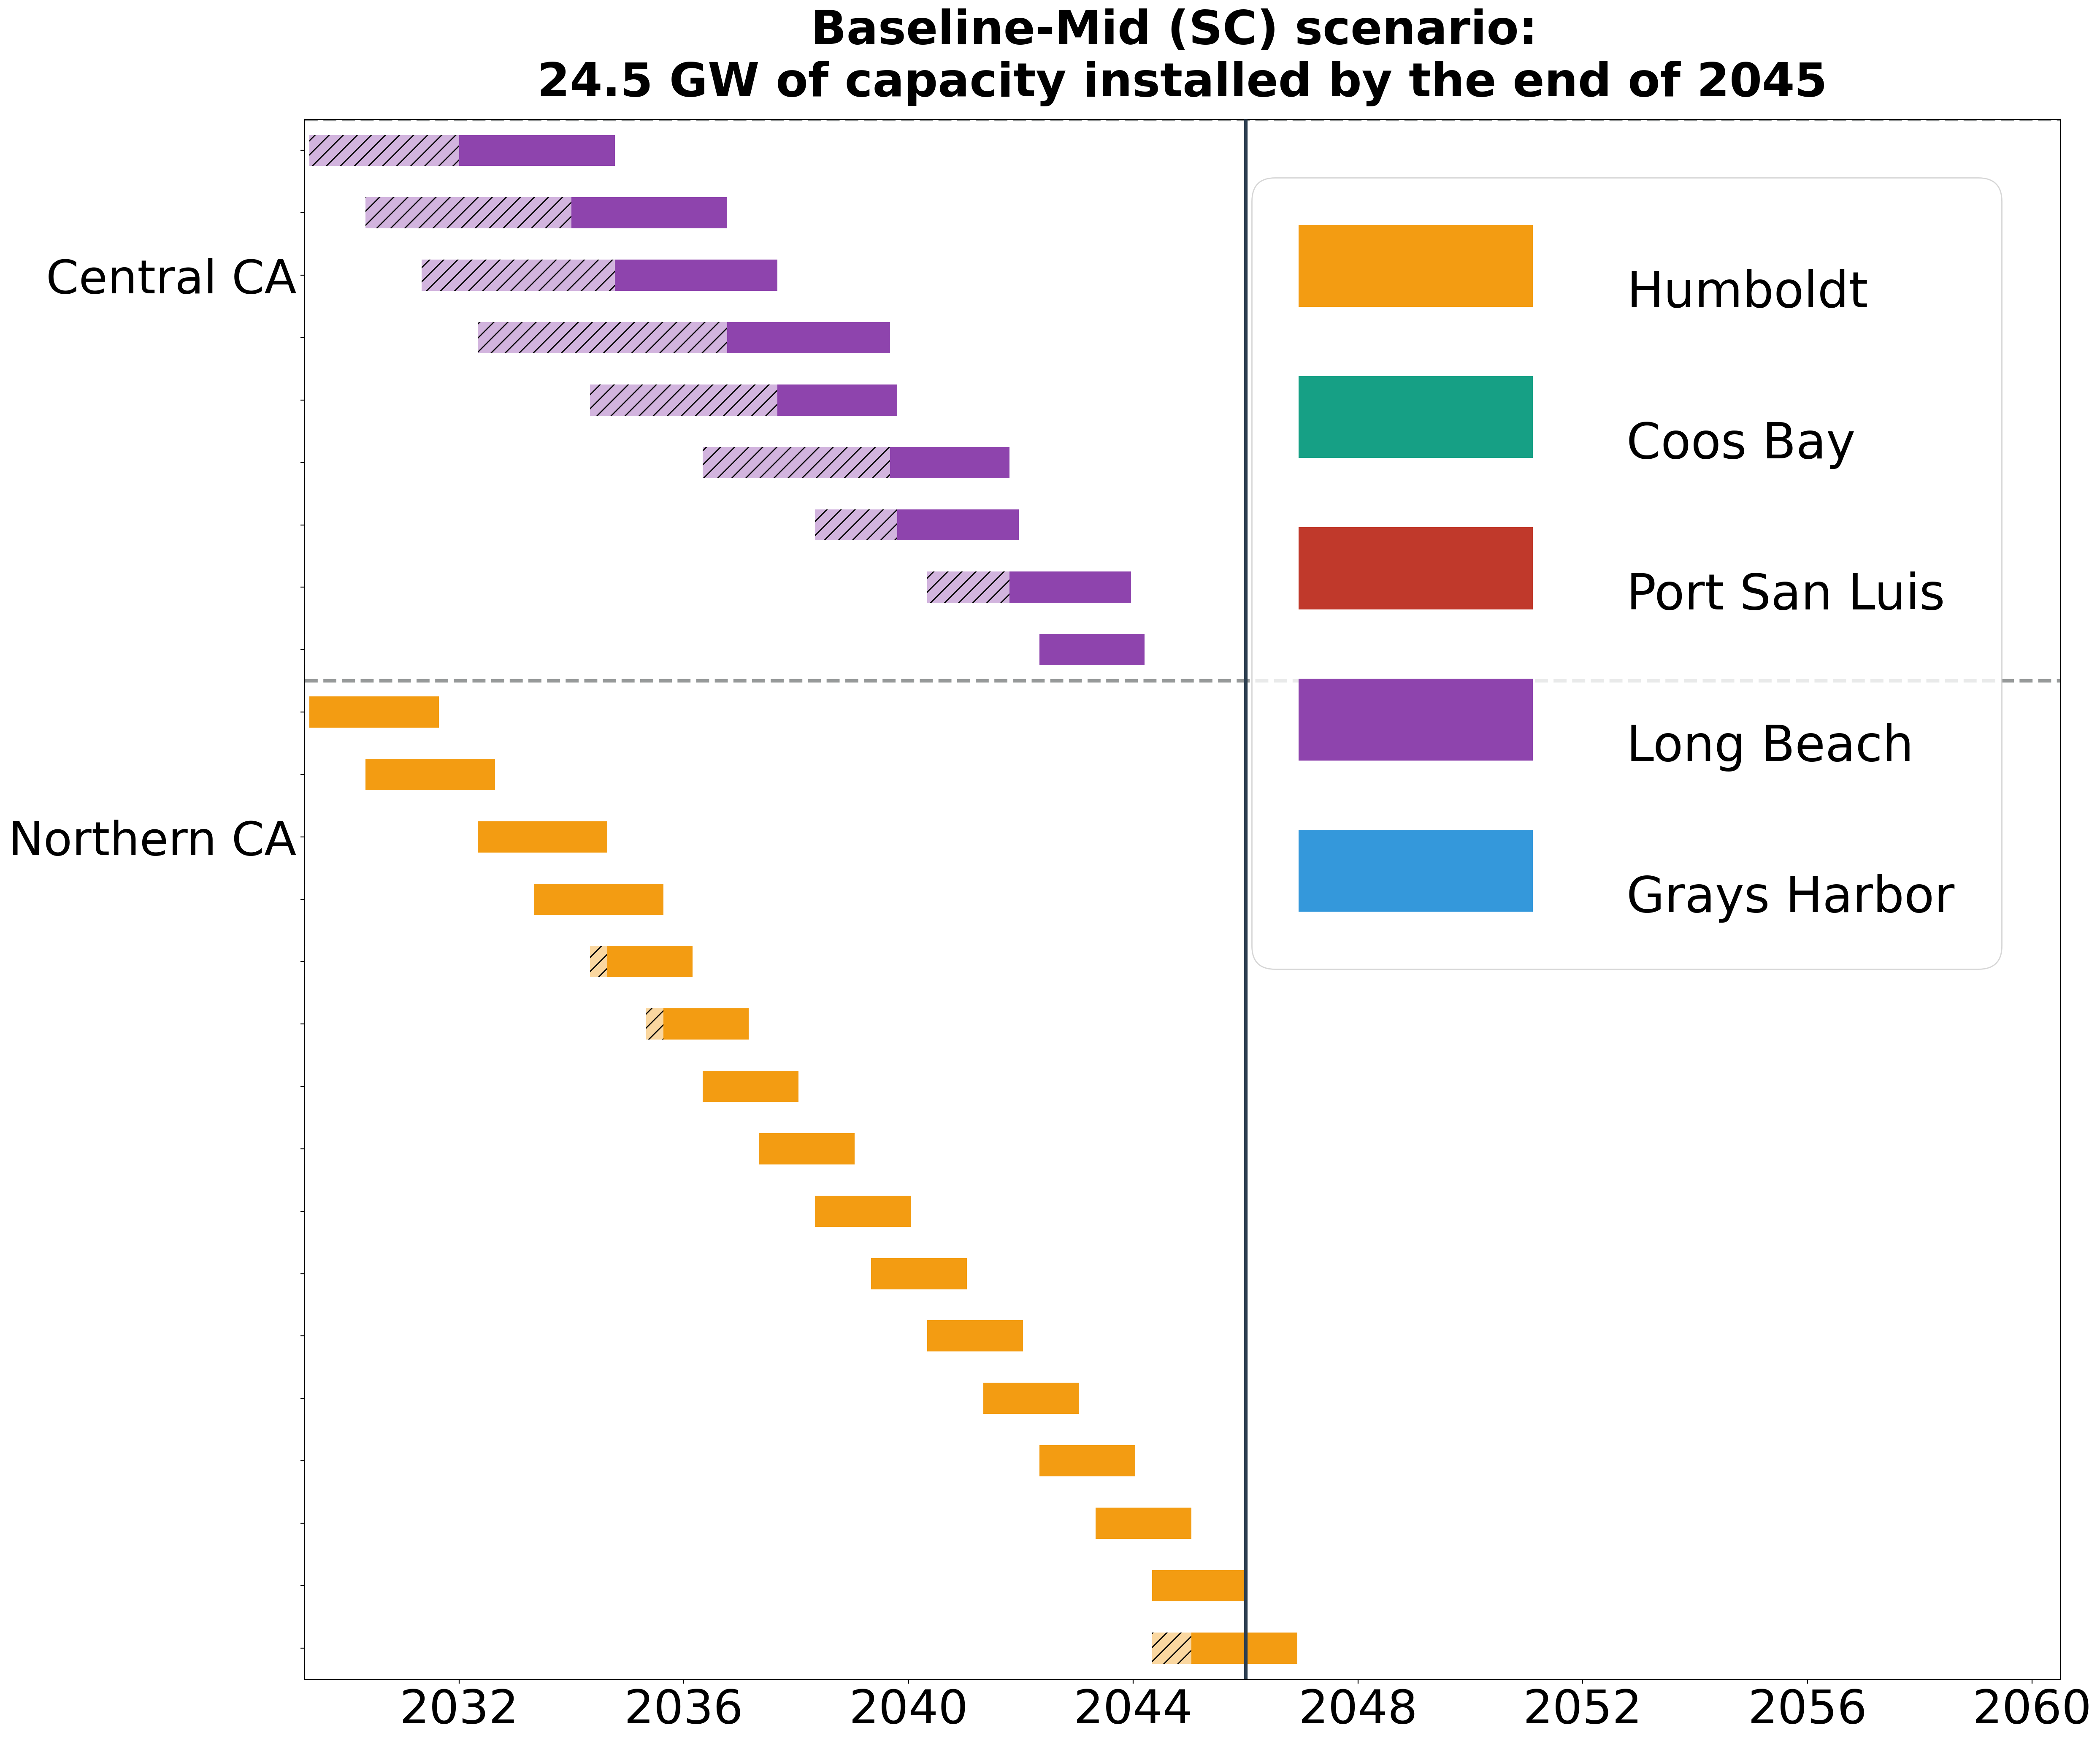 Baseline-Mid (SC) scenario:
24.5 GW of capacity installed by the end of 2045
Central CA
Northern CA
Humboldt
Coos Bay
Port San Luis
Long Beach
Grays Harbor
2032 2036 2040 2044 2048 2052 2056 2060